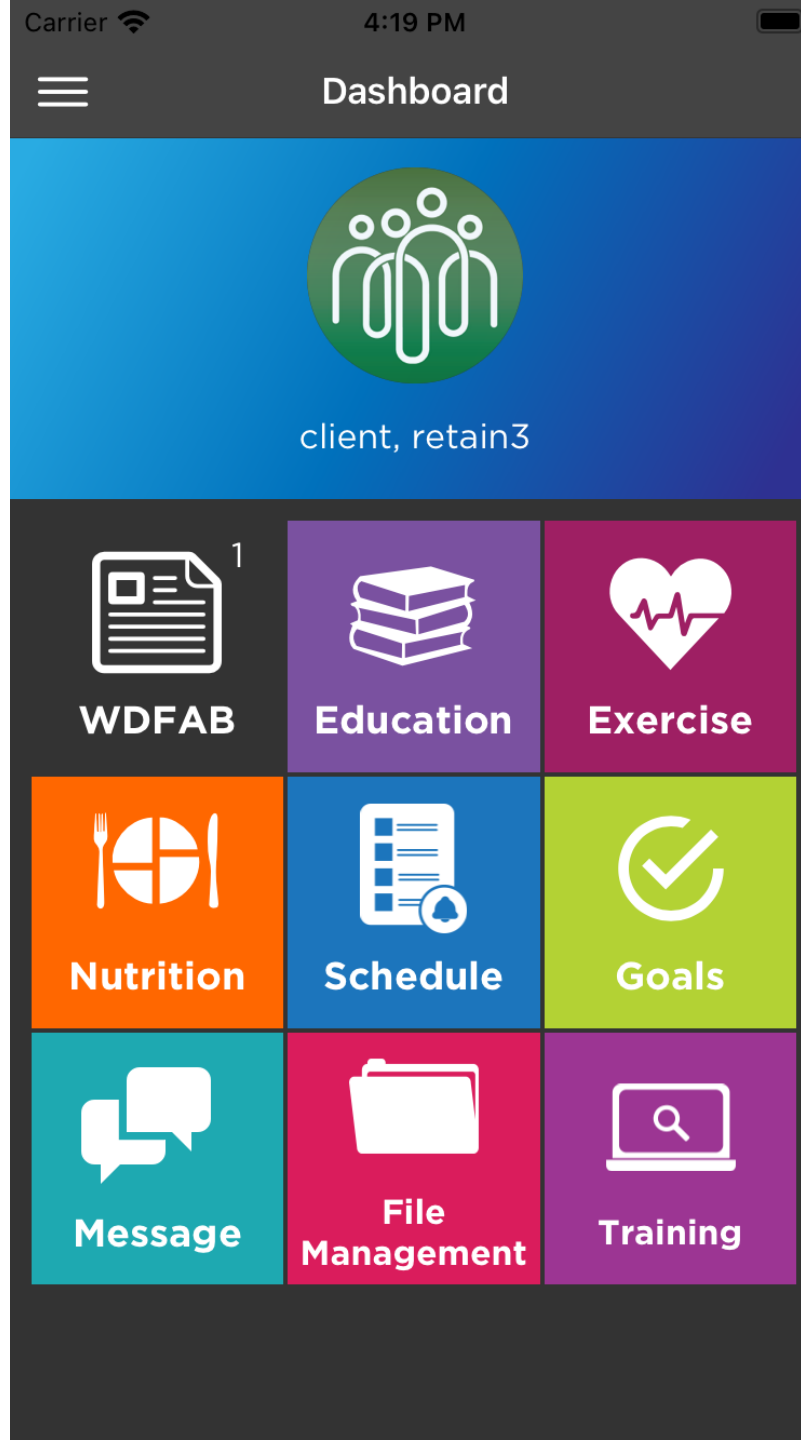 Carrier
4:19 PM
Dashboard
client, retain3
1
WDFAB
Education
Exercise
Nutrition
Schedule
Goals
Message
File
Management
Training